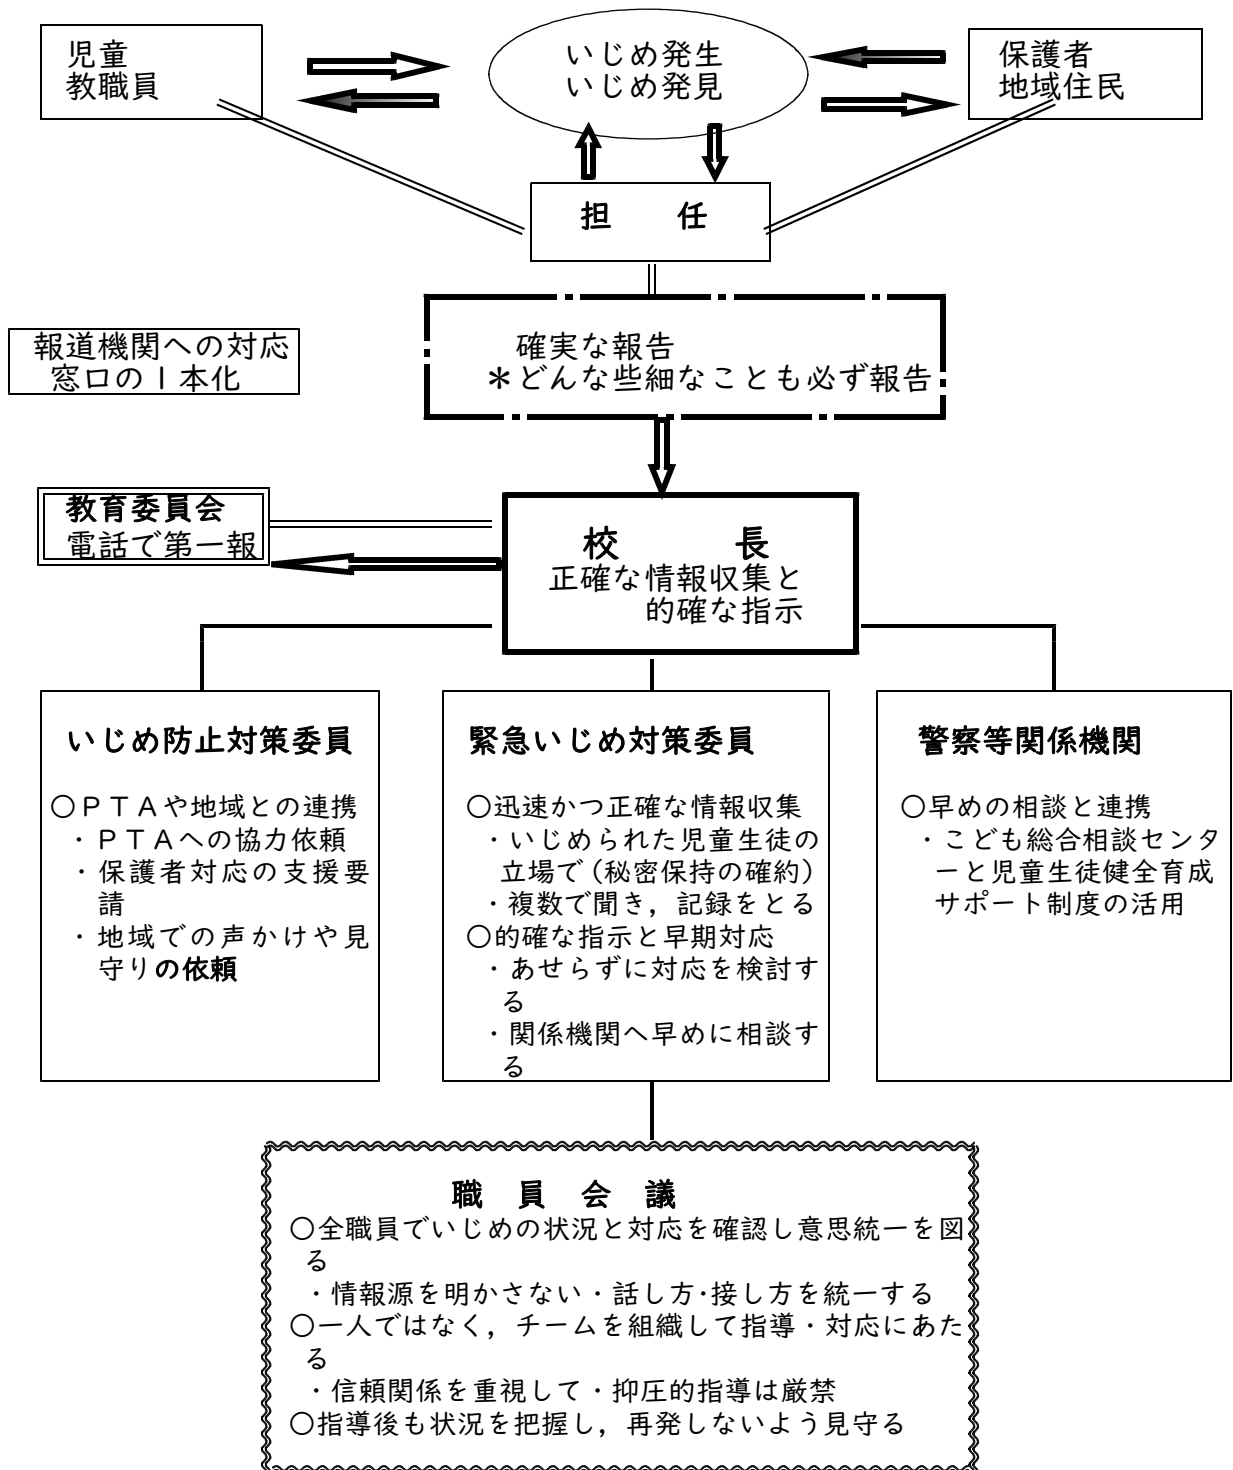 児童
教職員
いじめ発生
いじめ発見
保護者
地域住民
担　任
報道機関への対応
窓口の１本化
確実な報告
＊どんな些細なことも必ず報告
教育委員会
電話で第一報
校　長
正確な情報収集と
的確な指示
いじめ防止対策委員
○ＰＴＡや地域との連携
・ＰＴＡへの協力依頼
・保護者対応の支援要
請
・地域での声かけや見
守りの依頼
緊急いじめ対策委員
○迅速かつ正確な情報収集
・いじめられた児童生徒の
立場で（秘密保持の確約）
・複数で聞き，記録をとる
○的確な指示と早期対応
・あせらずに対応を検討す
る
・関係機関へ早めに相談す
る
警察等関係機関
○早めの相談と連携
・こども総合相談センタ
ーと児童生徒健全育成
サポート制度の活用
職　員　会　議
○全職員でいじめの状況と対応を確認し意思統一を図
る
・情報源を明かさない・話し方･接し方を統一する
○一人ではなく，チームを組織して指導・対応にあた
る
・信頼関係を重視して・抑圧的指導は厳禁
○指導後も状況を把握し，再発しないよう見守る